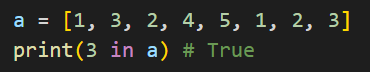 a = [1, 3, 2, 4, 5, 1, 2, 3]
print(3 in a) # True